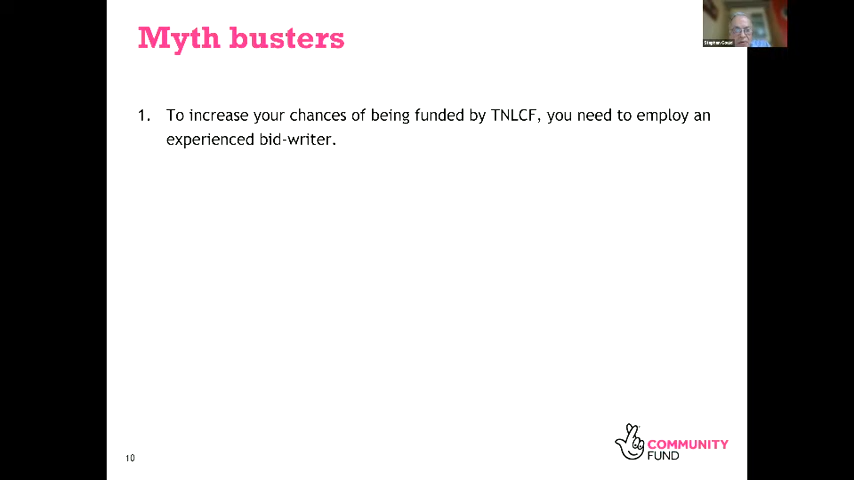 Myth busters
1. To increase your chances of being funded by TNLCF, you need to employ an
experienced bid-writer.
10
COMMUNITY
FUND